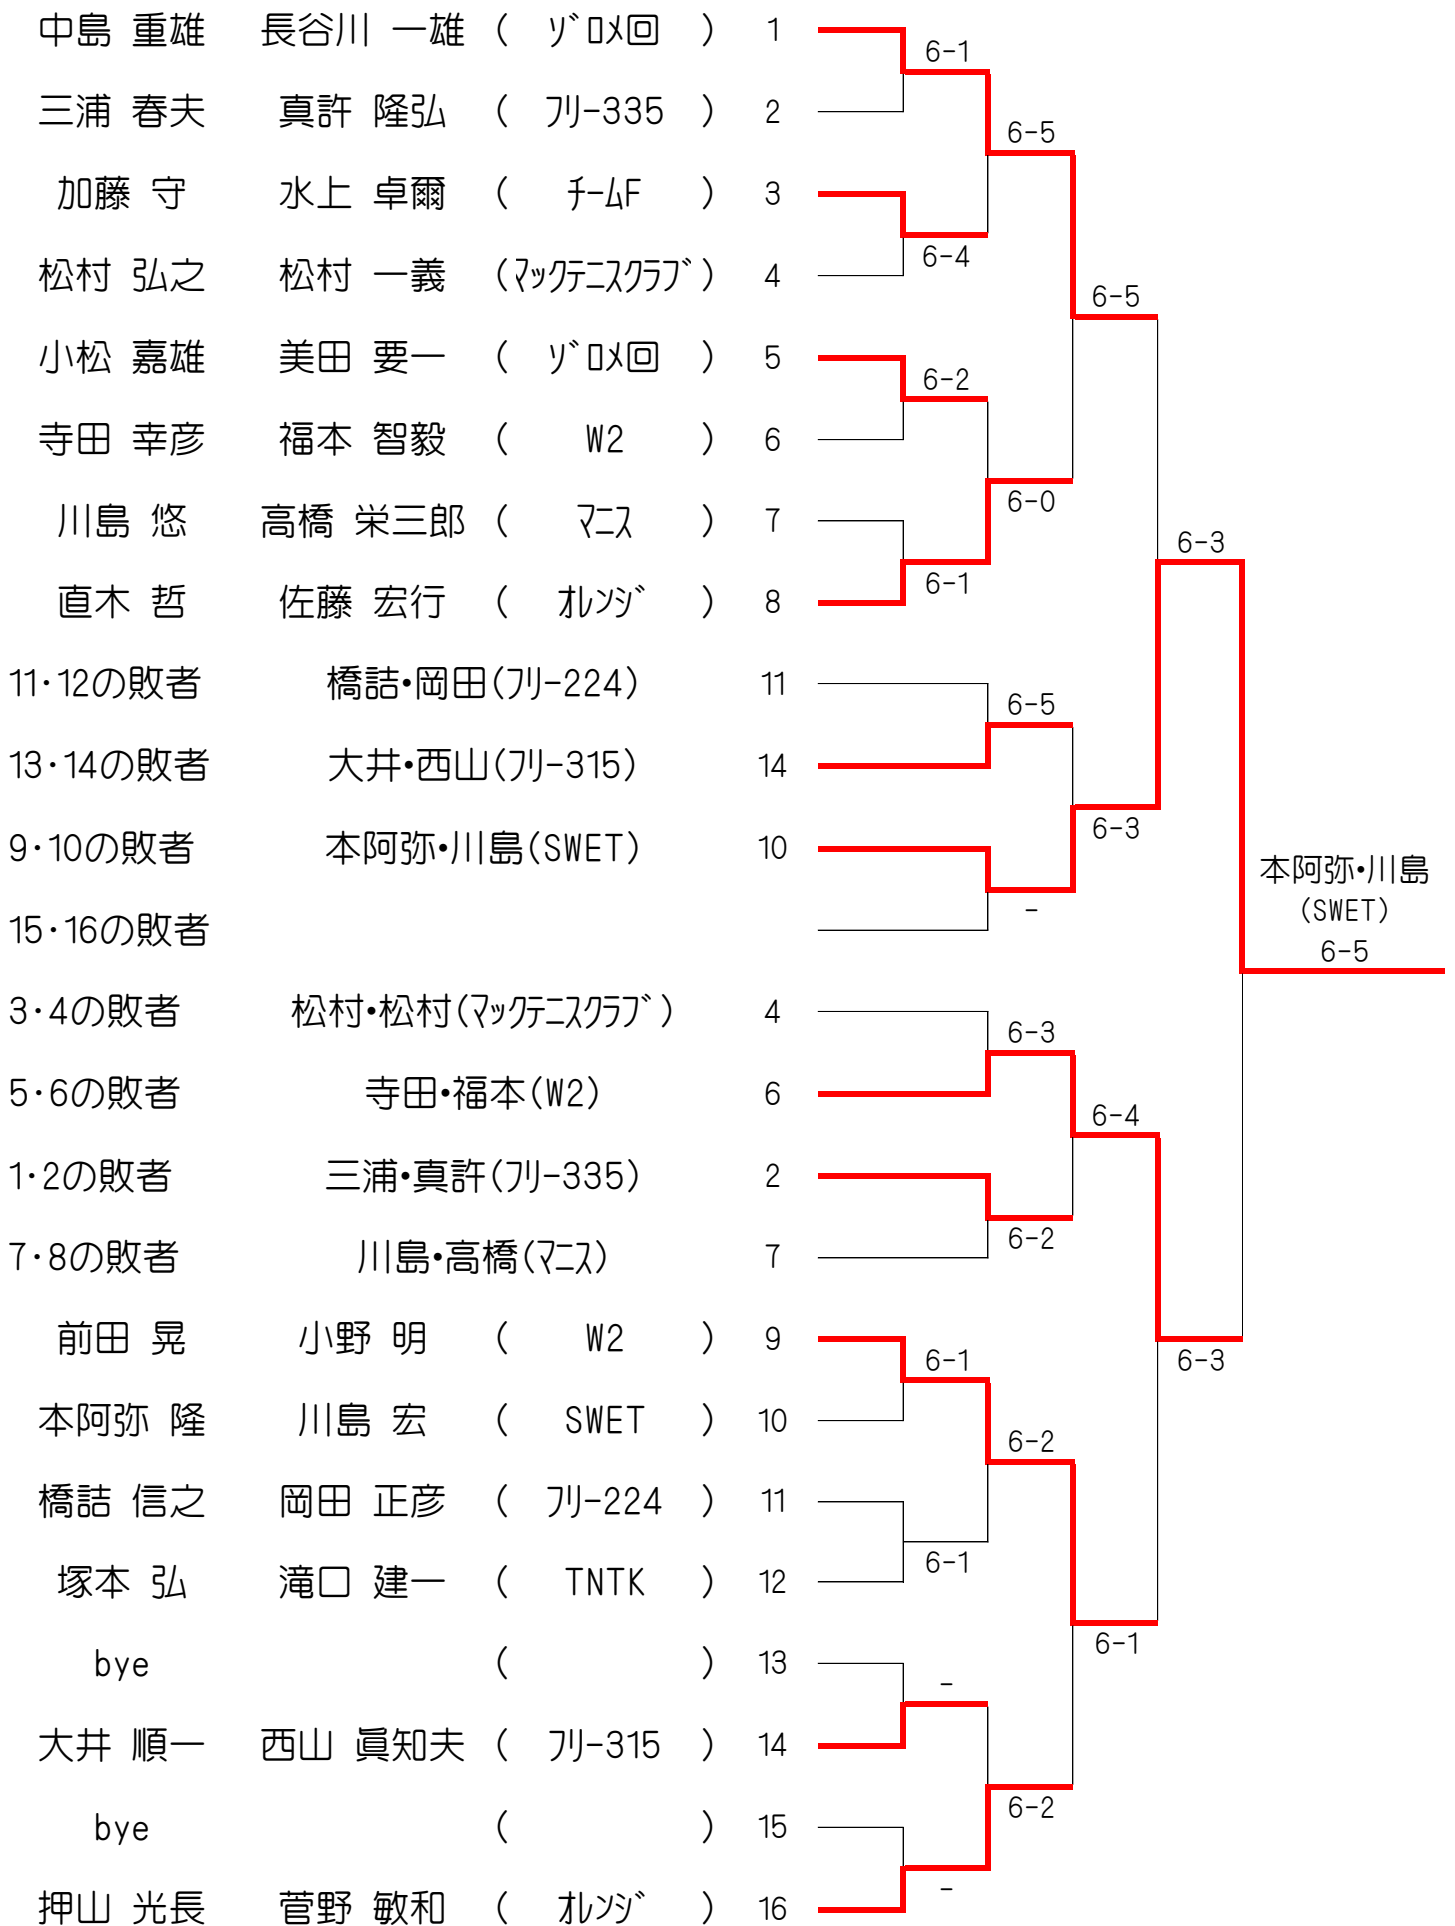 中島 重雄 長谷川 一雄 ( ｿﾞﾛﾒ回 ) 1
6-1
三浦 春夫 真許 隆弘 ( ﾌﾘｰ335 ) 2
6-5
加藤 守 水上 卓爾 ( ﾁｰﾑF ) 3
6-4
松村 弘之 松村 一義 (ﾏｯｸﾃﾆｽｸﾗﾌﾞ) 4
6-5
小松 嘉雄 美田 要一 ( ｿﾞﾛﾒ回 ) 5
6-2
寺田 幸彦 福本 智毅 ( W2 ) 6
6-0
川島 悠 高橋 栄三郎 ( ﾏﾆｽ ) 7
6-3
6-1
直木 哲 佐藤 宏行 ( ｵﾚﾝｼﾞ ) 8
11・12の敗者 橋詰・岡田(ﾌﾘｰ224) 11
6-5
13・14の敗者 大井・西山(ﾌﾘｰ315) 14
6-3
9・10の敗者 本阿弥・川島(SWET) 10
本阿弥・川島
(SWET)
-
15・16の敗者
6-5
3・4の敗者 松村・松村(ﾏｯｸﾃﾆｽｸﾗﾌﾞ) 4
6-3
5・6の敗者 寺田・福本(W2) 6
6-4
1・2の敗者 三浦・真許(ﾌﾘｰ335) 2
6-2
7・8の敗者 川島・高橋(ﾏﾆｽ) 7
前田 晃 小野 明 ( W2 ) 9
6-1
6-3
本阿弥 隆 川島 宏 ( SWET ) 10
6-2
橋詰 信之 岡田 正彦 ( ﾌﾘｰ224 ) 11
6-1
塚本 弘 滝口 建一 ( TNTK ) 12
6-1
bye ( ) 13
-
大井 順一 西山 眞知夫 ( ﾌﾘｰ315 ) 14
6-2
bye ( ) 15
-
押山 光長 菅野 敏和 ( ｵﾚﾝｼﾞ ) 16